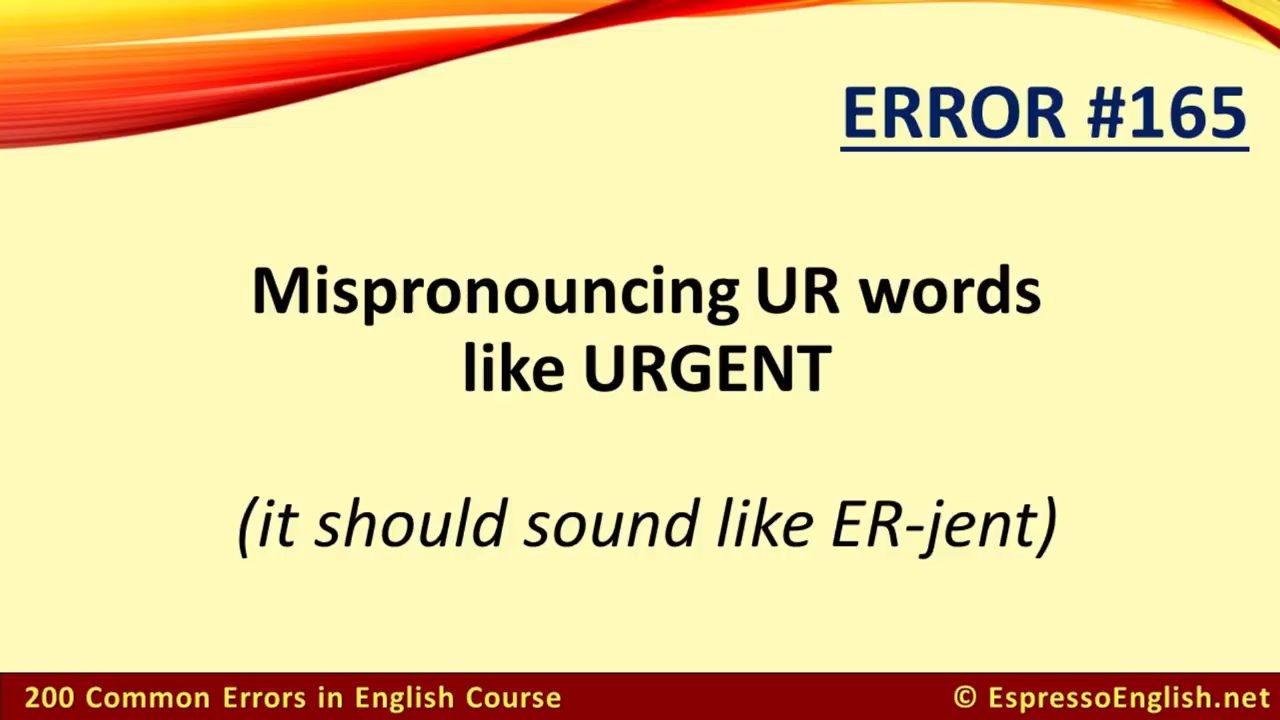 ERROR #165
Mispronouncing UR words
like URGENT
(it should sound like ER-jent)
200 Common Errors in English Course
© EspressoEnglish.net